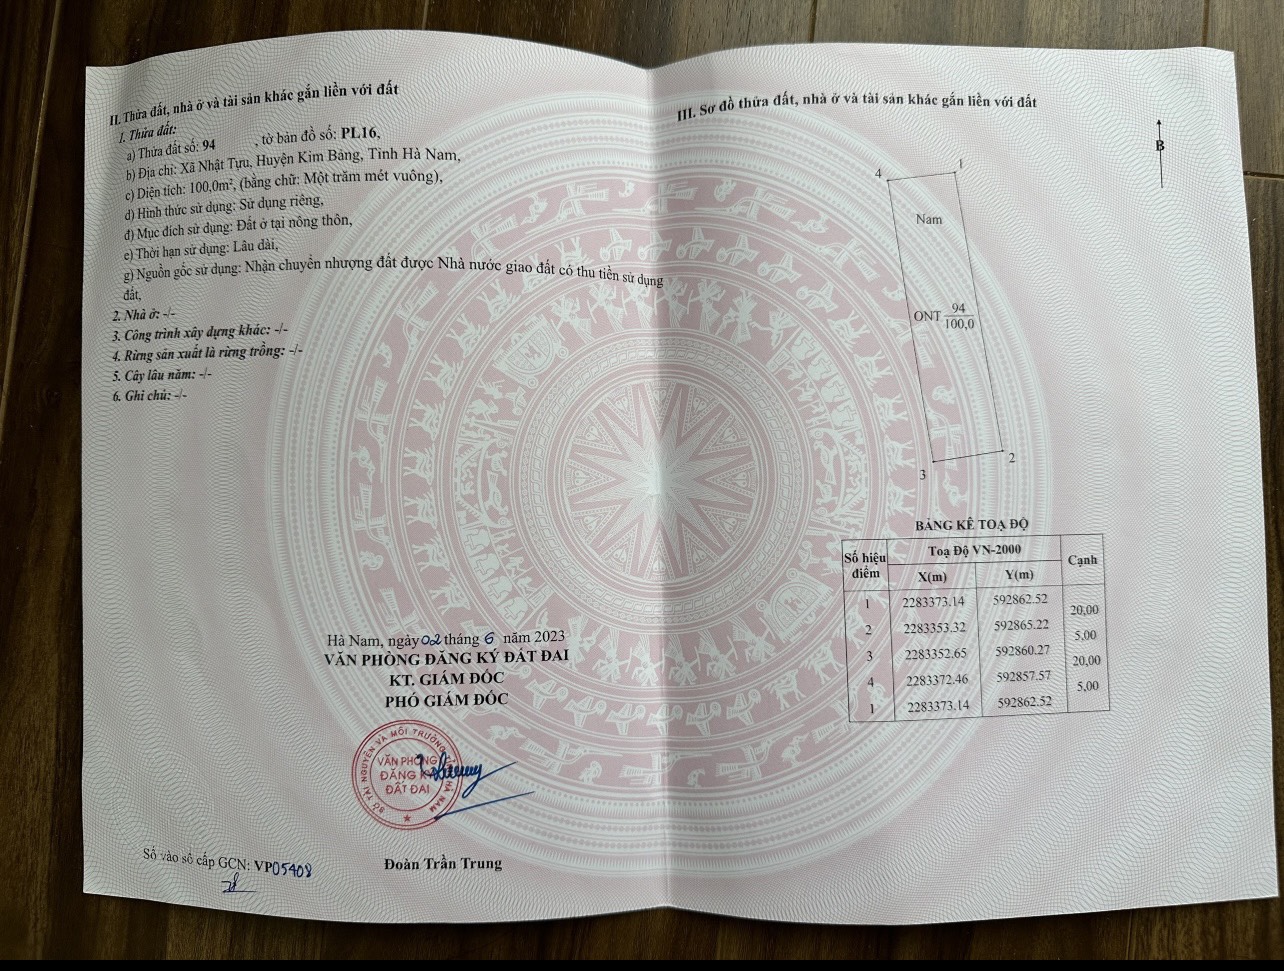 II. Thửa đất, nhà ở và tài sản khác gắn liền với đất
1. Thửa đất:
a) Thửa đất số: 94 , tờ bản đồ số: PL16,
b) Địa chỉ: Xã Nhật Tựu, Huyện Kim Bảng, Tỉnh Hà Nam,
c) Diện tích: 100,0m², (bằng chữ: Một trăm mét vuông),
d) Hình thức sử dụng: Sử dụng riêng,
đ) Mục đích sử dụng: Đất ở tại nông thôn,
e) Thời hạn sử dụng: Lâu dài,
g) Nguồn gốc sử dụng: Nhận chuyển nhượng đất được Nhà nước giao đất có thu tiền sử dụng
đất,
2. Nhà ở: -/-
3. Công trình xây dựng khác: -/-
4. Rừng sản xuất là rừng trồng: -/-
5. Cây lâu năm: -/-
6. Ghi chú: -/-
Hà Nam, ngày 02 tháng 6 năm 2023
VĂN PHÒNG ĐĂNG KÝ ĐẤT ĐAI
KT. GIÁM ĐỐC
PHÓ GIÁM ĐỐC
SỞ TÀI NGUYÊN VÀ MÔI TRƯỜNG TỈNH HÀ NAM
VĂN PHÒNG
ĐĂNG KÝ
ĐẤT ĐAI
Đoàn Trần Trung
Số vào sổ cấp GCN: VP05408
III. Sơ đồ thửa đất, nhà ở và tài sản khác gắn liền với đất
B
4 1
Nam
ONT 94
100,0
2
3
BẢNG KÊ TOẠ ĐỘ
Số hiệu điểm Toạ Độ VN-2000 Cạnh
X(m) Y(m)
1 2283373.14 592862.52
20,00
2 2283353.32 592865.22
5,00
3 2283352.65 592860.27
20,00
4 2283372.46 592857.57
5,00
1 2283373.14 592862.52